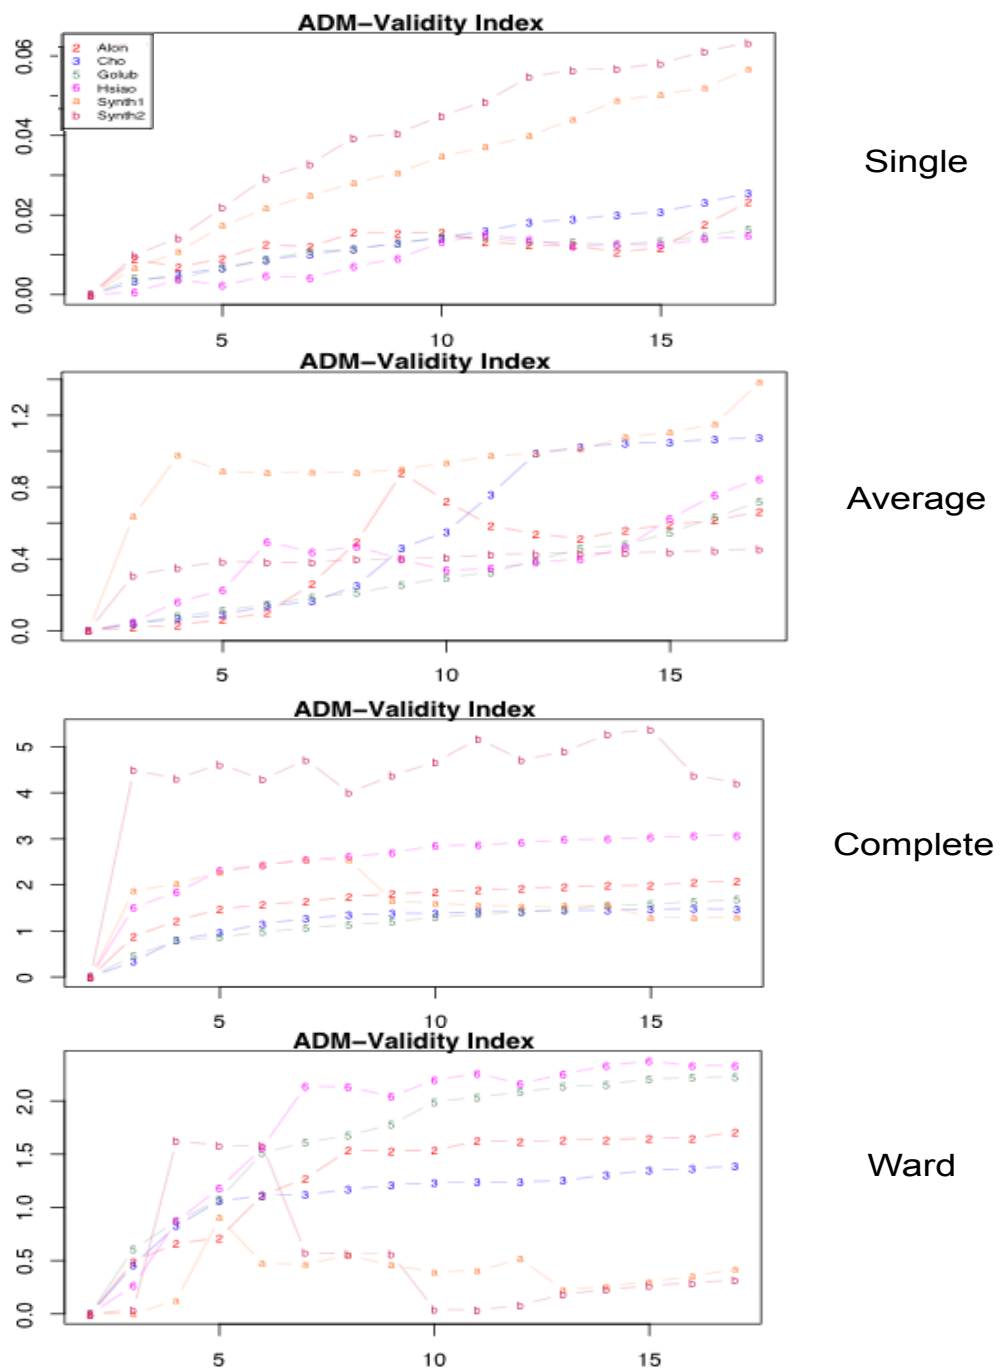 ADM−Validity Index
2 Alon
3 Cho
5 Golub
6 Hsiao
a Synth1
b Synth2
0.06
0.04
0.02
0.00
5 10 15
Single
ADM−Validity Index
1.2
0.8
0.4
0.0
5 10 15
Average
ADM−Validity Index
5
4
3
2
1
0
5 10 15
Complete
ADM−Validity Index
2.0
1.5
1.0
0.5
0.0
5 10 15
Ward